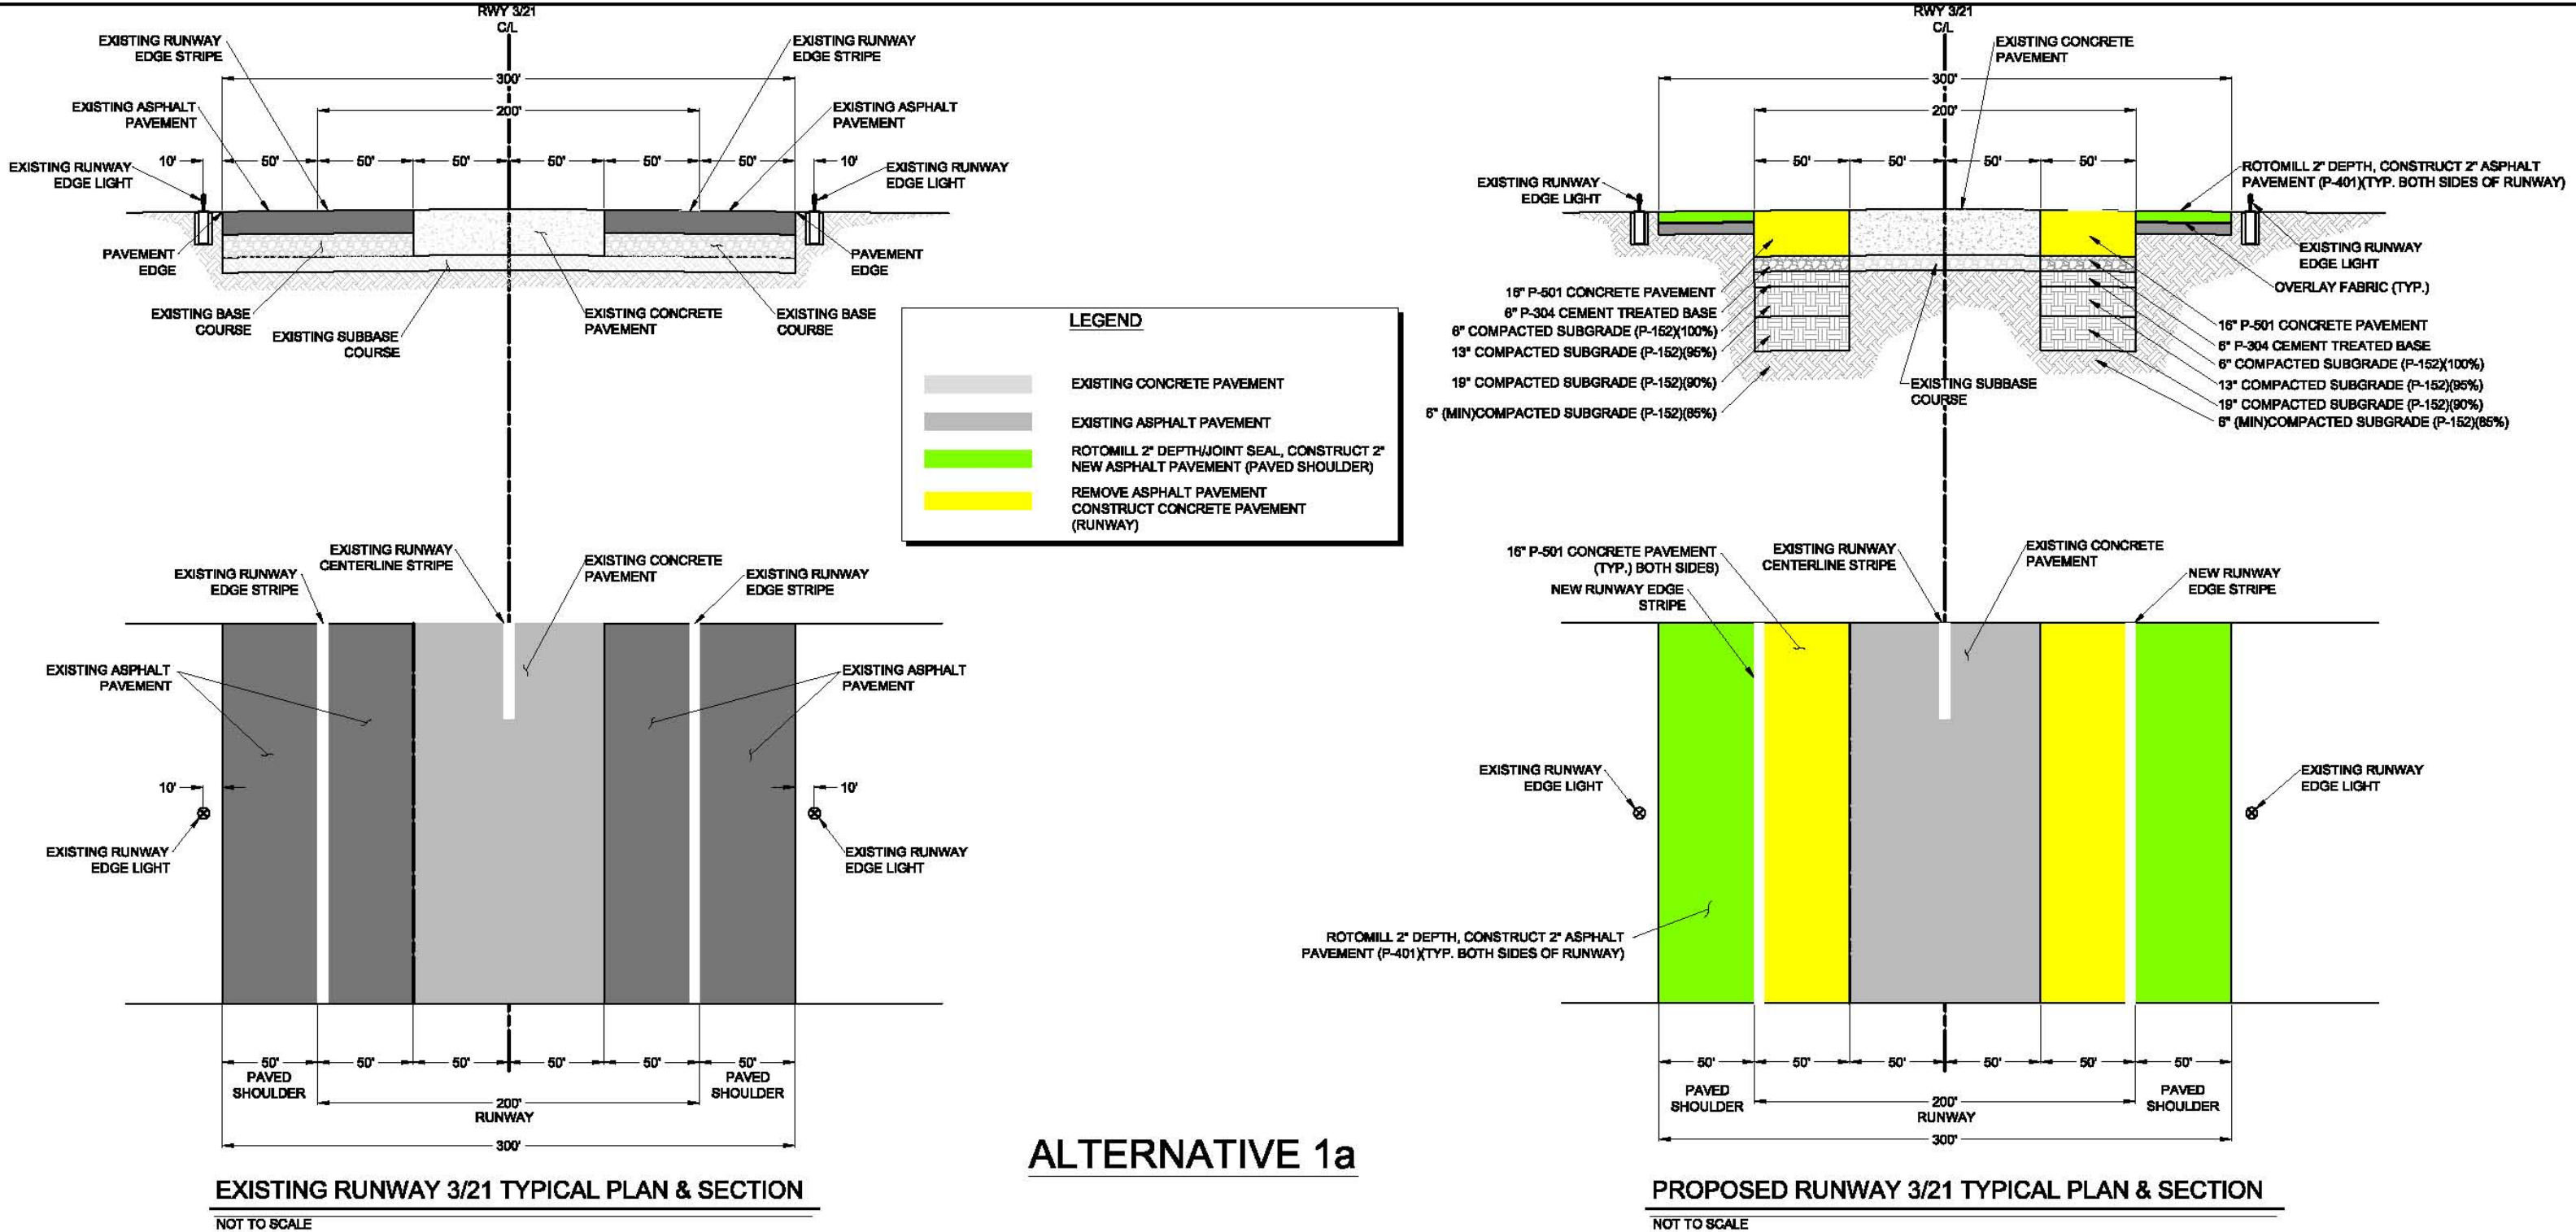 RWY 3/21
C/L
EXISTING RUNWAY
EDGE STRIPE
EXISTING RUNWAY
EDGE STRIPE
300'
200'
EXISTING ASPHALT
PAVEMENT
EXISTING ASPHALT
PAVEMENT
EXISTING RUNWAY
EDGE LIGHT
10'
50'
50'
50'
50'
50'
50'
10'
EXISTING RUNWAY
EDGE LIGHT
PAVEMENT
EDGE
PAVEMENT
EDGE
EXISTING BASE
COURSE
EXISTING SUBBASE
COURSE
EXISTING CONCRETE
PAVEMENT
EXISTING BASE
COURSE
LEGEND
EXISTING CONCRETE PAVEMENT
EXISTING ASPHALT PAVEMENT
ROTOMILL 2" DEPTH/JOINT SEAL, CONSTRUCT 2"
NEW ASPHALT PAVEMENT (PAVED SHOULDER)
REMOVE ASPHALT PAVEMENT
CONSTRUCT CONCRETE PAVEMENT
(RUNWAY)
EXISTING RUNWAY
CENTERLINE STRIPE
EXISTING CONCRETE
PAVEMENT
EXISTING RUNWAY
EDGE STRIPE
EXISTING RUNWAY
EDGE STRIPE
EXISTING ASPHALT
PAVEMENT
EXISTING ASPHALT
PAVEMENT
10'
10'
EXISTING RUNWAY
EDGE LIGHT
EXISTING RUNWAY
EDGE LIGHT
50'
50'
50'
50'
50'
50'
PAVED
SHOULDER
PAVED
SHOULDER
200'
RUNWAY
300'
EXISTING RUNWAY 3/21 TYPICAL PLAN & SECTION
NOT TO SCALE
ALTERNATIVE 1a
RWY 3/21
C/L
EXISTING CONCRETE
PAVEMENT
300'
200'
50'
50'
50'
50'
ROTOMILL 2" DEPTH, CONSTRUCT 2" ASPHALT
PAVEMENT (P-401)(TYP. BOTH SIDES OF RUNWAY)
EXISTING RUNWAY
EDGE LIGHT
EXISTING RUNWAY
EDGE LIGHT
OVERLAY FABRIC (TYP.)
16" P-501 CONCRETE PAVEMENT
6" P-304 CEMENT TREATED BASE
6" COMPACTED SUBGRADE (P-152)(100%)
13" COMPACTED SUBGRADE (P-152)(95%)
19" COMPACTED SUBGRADE (P-152)(90%)
6" (MIN)COMPACTED SUBGRADE (P-152)(85%)
EXISTING SUBBASE
COURSE
16" P-501 CONCRETE PAVEMENT
6" P-304 CEMENT TREATED BASE
6" COMPACTED SUBGRADE (P-152)(100%)
13" COMPACTED SUBGRADE (P-152)(95%)
19" COMPACTED SUBGRADE (P-152)(90%)
6" (MIN)COMPACTED SUBGRADE (P-152)(85%)
16" P-501 CONCRETE PAVEMENT
(TYP.) BOTH SIDES)
EXISTING RUNWAY
CENTERLINE STRIPE
EXISTING CONCRETE
PAVEMENT
NEW RUNWAY EDGE
STRIPE
NEW RUNWAY
EDGE STRIPE
EXISTING RUNWAY
EDGE LIGHT
EXISTING RUNWAY
EDGE LIGHT
ROTOMILL 2" DEPTH, CONSTRUCT 2" ASPHALT
PAVEMENT (P-401)(TYP. BOTH SIDES OF RUNWAY)
50'
50'
50'
50'
50'
50'
PAVED
SHOULDER
PAVED
SHOULDER
200'
RUNWAY
300'
PROPOSED RUNWAY 3/21 TYPICAL PLAN & SECTION
NOT TO SCALE